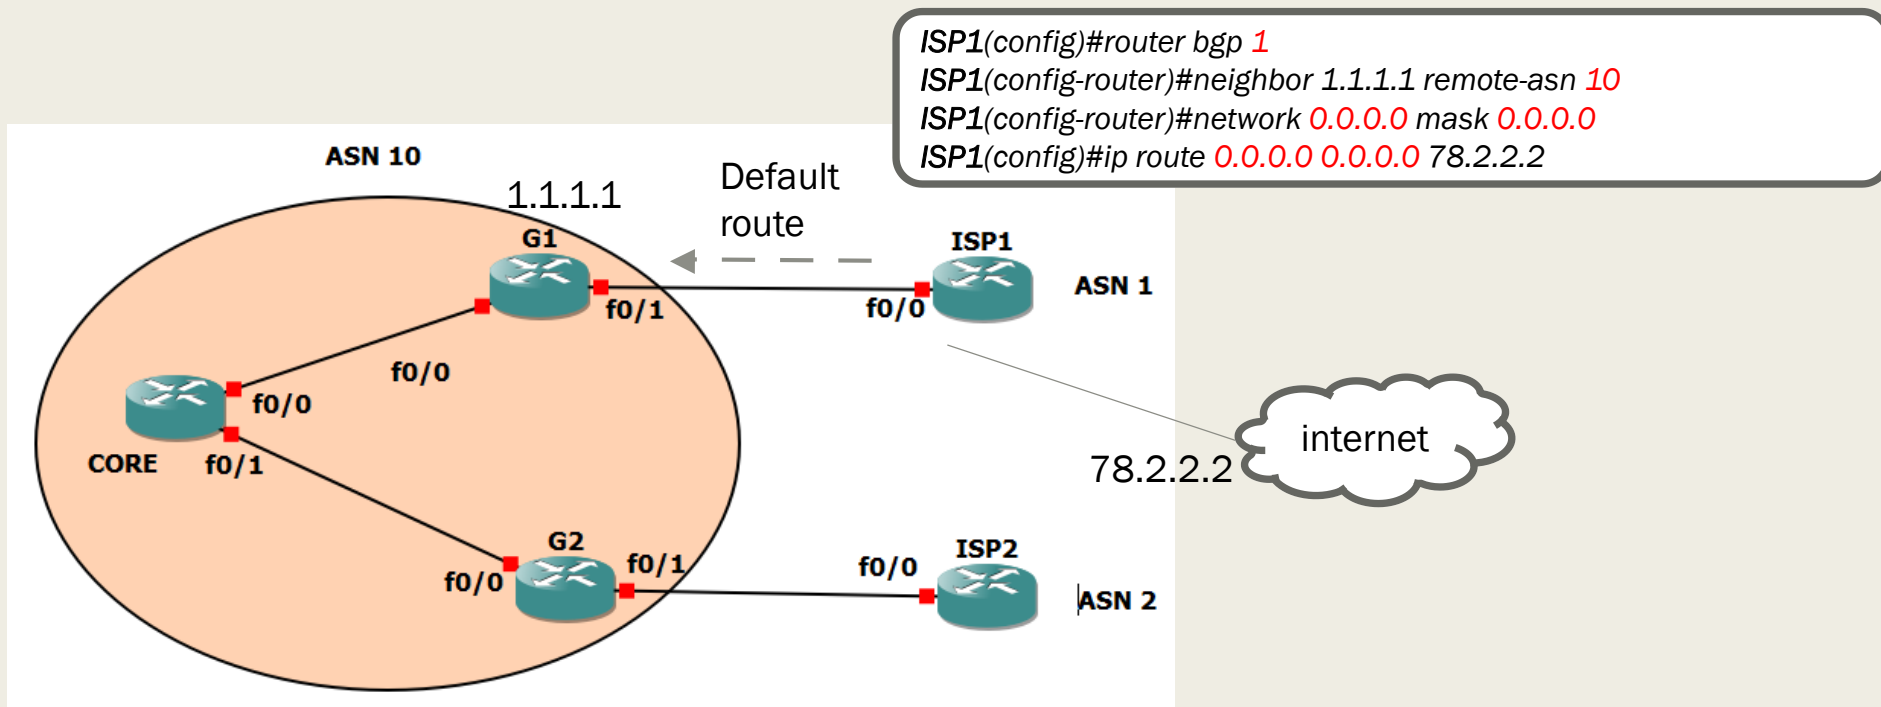 ISP1(config)#router bgp 1
ISP1(config-router)#neighbor 1.1.1.1 remote-asn 10
ISP1(config-router)#network 0.0.0.0 mask 0.0.0.0
ISP1(config)#ip route 0.0.0.0 0.0.0.0 78.2.2.2
ASN 10
1.1.1.1
Default
route
G1
ISP1
ASN 1
f0/1
f0/0
f0/0
f0/0
CORE
f0/1
internet
78.2.2.2
G2
f0/1
f0/0
f0/0
ISP2
ASN 2